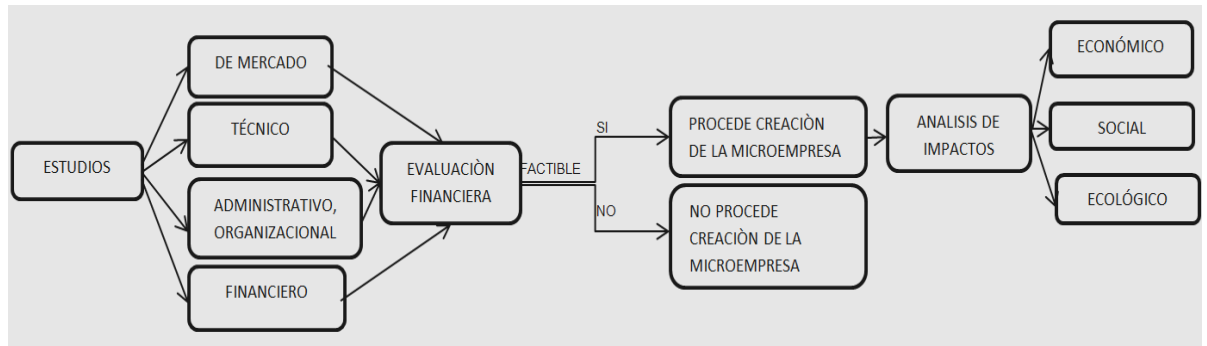 ESTUDIOS
DE MERCADO
TÉCNICO
ADMINISTRATIVO,
ORGANIZACIONAL
FINANCIERO
EVALUACIÒN
FINANCIERA
FACTIBLE
SI
NO
PROCEDE CREACIÒN
DE LA MICROEMPRESA
NO PROCEDE
CREACIÒN DE LA
MICROEMPRESA
ANALISIS DE
IMPACTOS
ECONÓMICO
SOCIAL
ECOLÓGICO